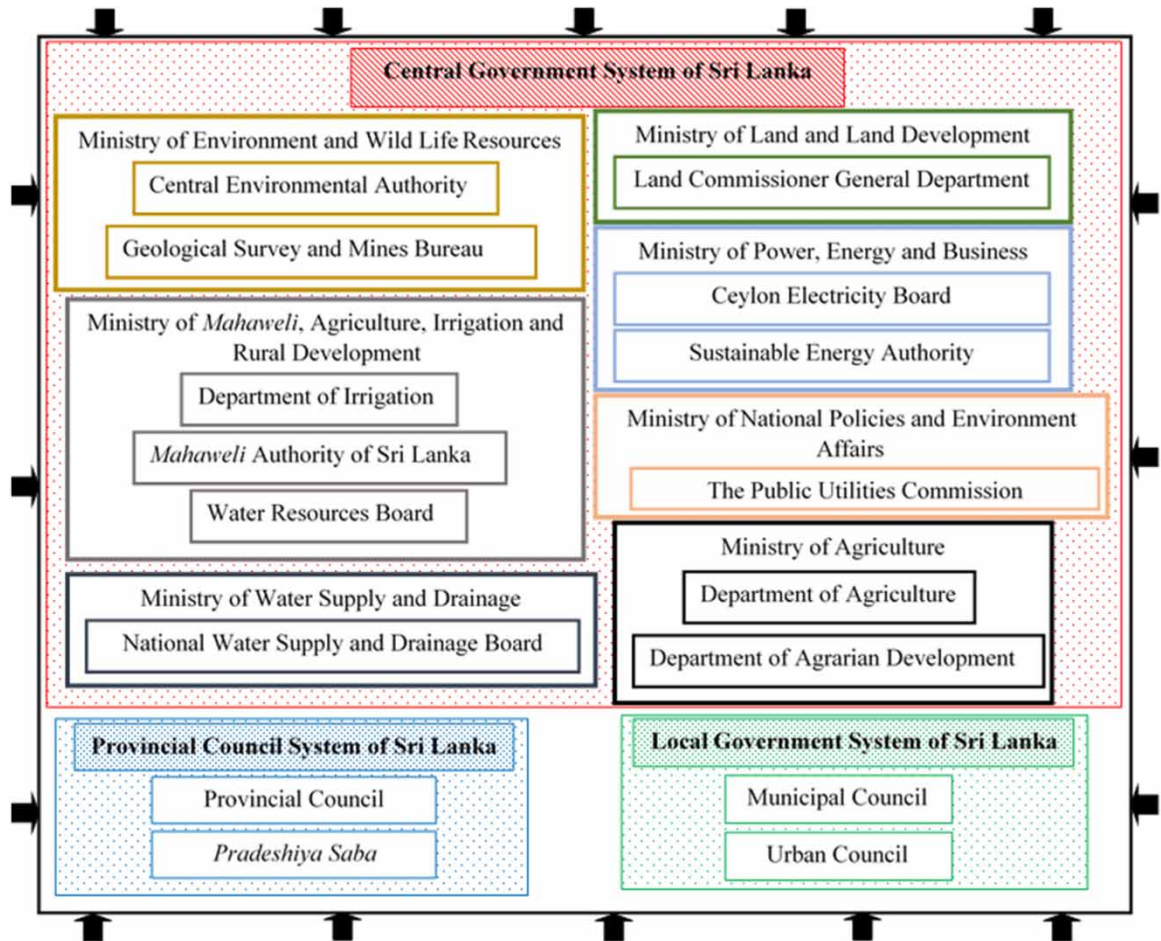 Central Government System of Sri Lanka
Ministry of Environment and Wild Life Resources
Central Environmental Authority
Geological Survey and Mines Bureau
Ministry of Mahaweli, Agriculture, Irrigation and
Rural Development
Department of Irrigation
Mahaweli Authority of Sri Lanka
Water Resources Board
Ministry of Water Supply and Drainage
National Water Supply and Drainage Board
Ministry of Land and Land Development
Land Commissioner General Department
Ministry of Power, Energy and Business
Ceylon Electricity Board
Sustainable Energy Authority
Ministry of National Policies and Environment
Affairs
The Public Utilities Commission
Ministry of Agriculture
Department of Agriculture
Department of Agrarian Development
Provincial Council System of Sri Lanka
Provincial Council
Pradeshiya Saba
Local Government System of Sri Lanka
Municipal Council
Urban Council